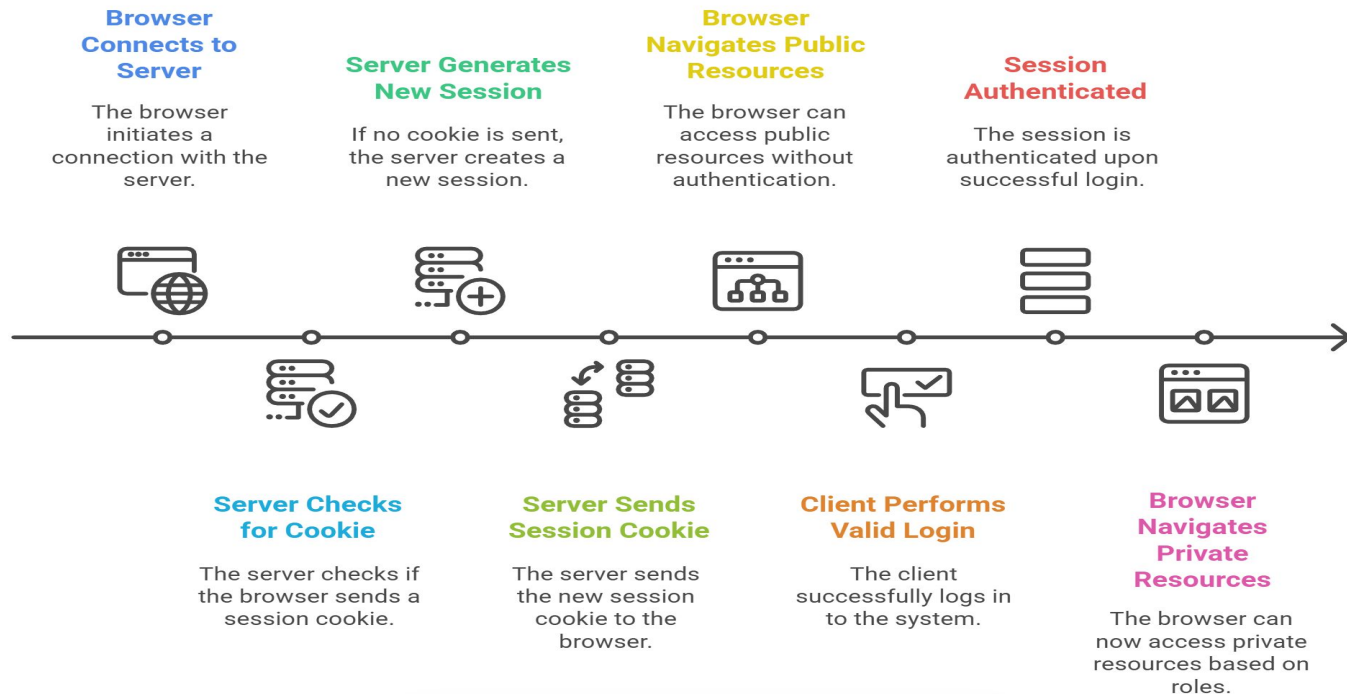 Browser
Connects to
Server
The browser
initiates a
connection with the
server.
Server Checks
for Cookie
The server checks if
the browser sends a
session cookie.
Server Generates
New Session
If no cookie is sent,
the server creates a
new session.
Server Sends
Session Cookie
The server sends
the new session
cookie to the
browser.
Browser
Navigates Public
Resources
The browser can
access public
resources without
authentication.
Client Performs
Valid Login
The client
successfully logs in
to the system.
Session
Authenticated
The session is
authenticated upon
successful login.
Browser
Navigates
Private
Resources
The browser can
now access private
resources based on
roles.